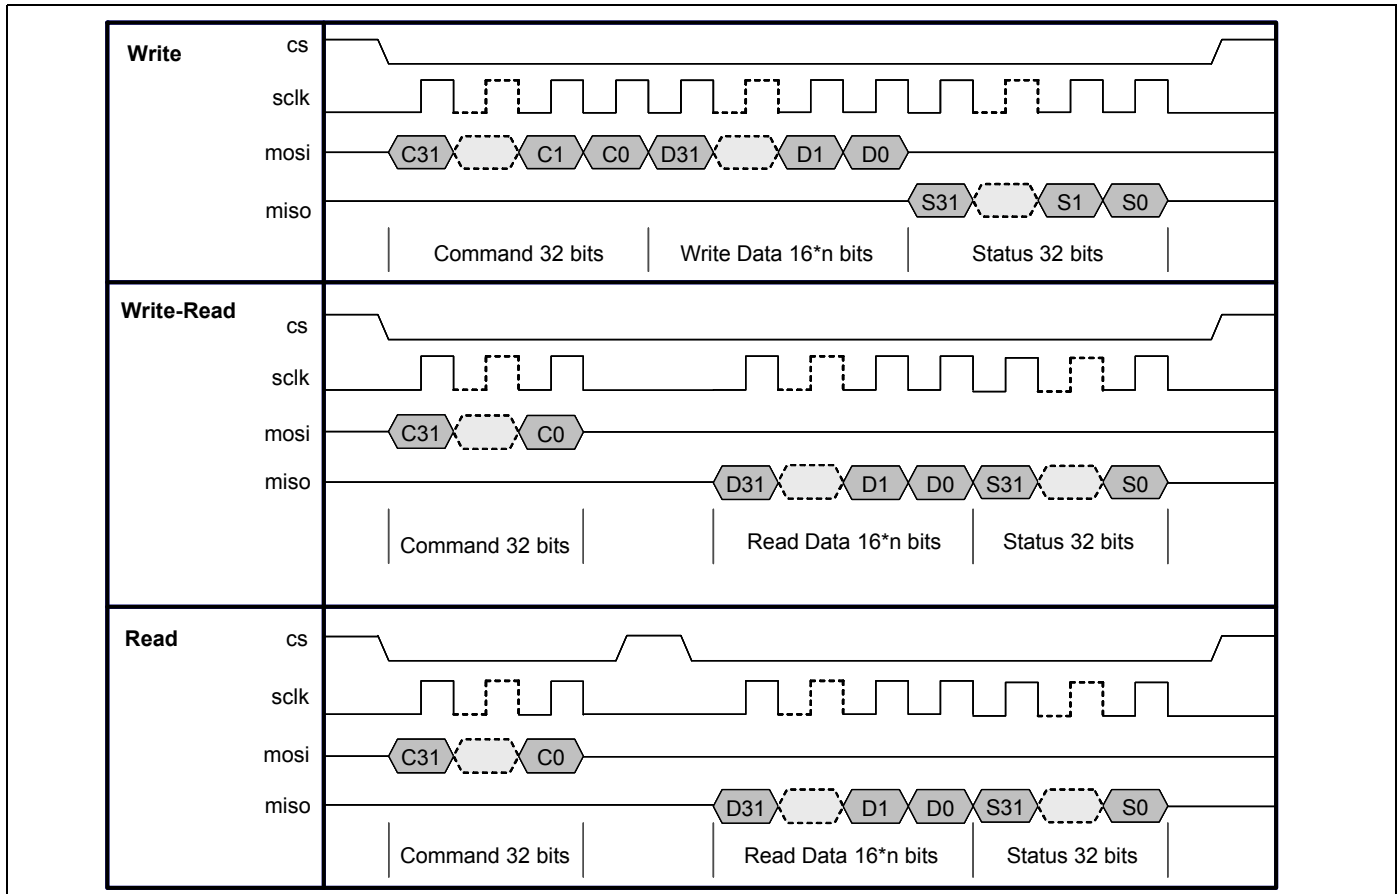 Write
cs
sclk
mosi C31 C1 C0 D31 D1 D0
miso S31 S1 S0
Command 32 bits Write Data 16*n bits Status 32 bits
Write-Read
cs
sclk
mosi C31 C0
miso D31 D1 D0 S31 S0
Command 32 bits Read Data 16*n bits Status 32 bits
Read cs
sclk
mosi C31 C0
miso D31 D1 D0 S31 S0
Command 32 bits Read Data 16*n bits Status 32 bits